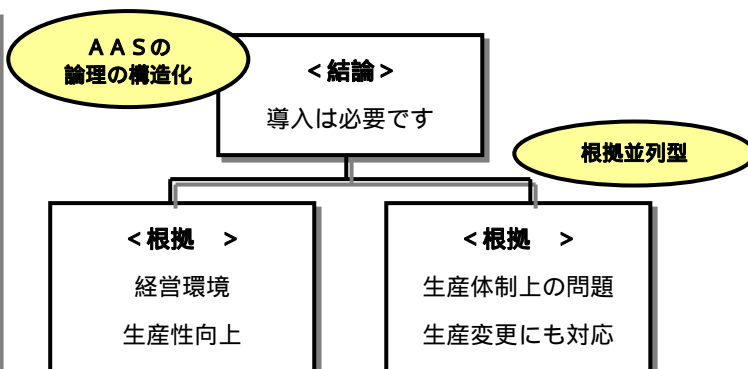 ＡＡＳの
論理の構造化
＜結論＞
導入は必要です
根拠並列型
＜根拠　＞
経営環境
生産性向上
＜根拠　＞
生産体制上の問題
生産変更にも対応